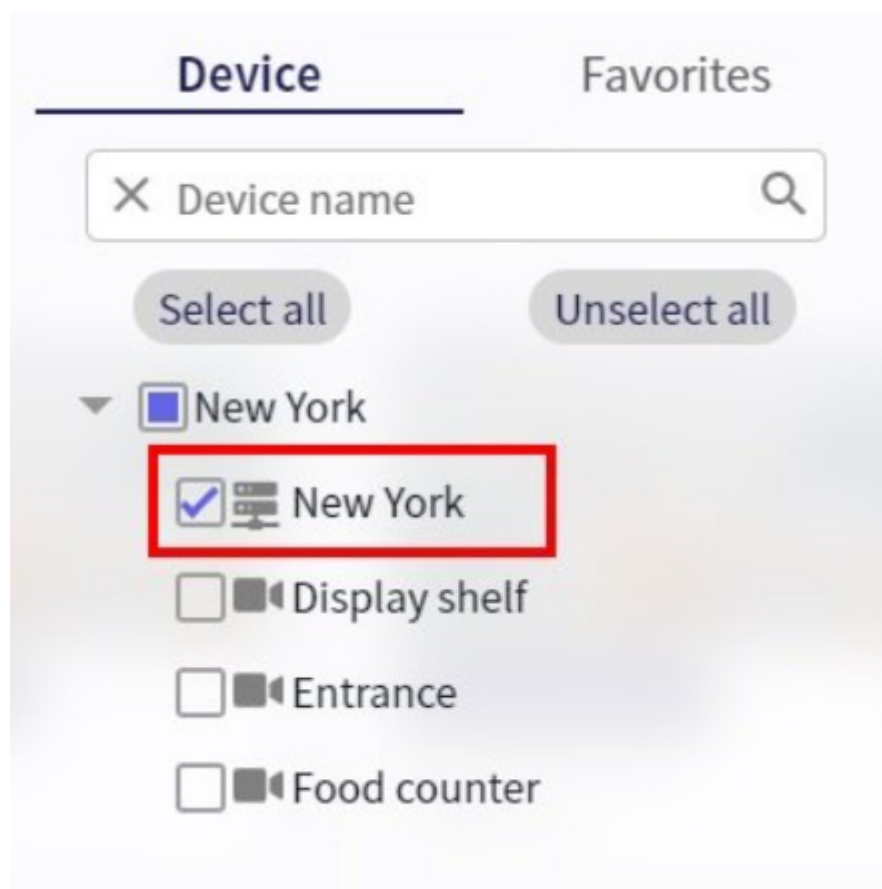 Device Favorites
Device name
Select all Unselect all
New York
New York
Display shelf
Entrance
Food counter